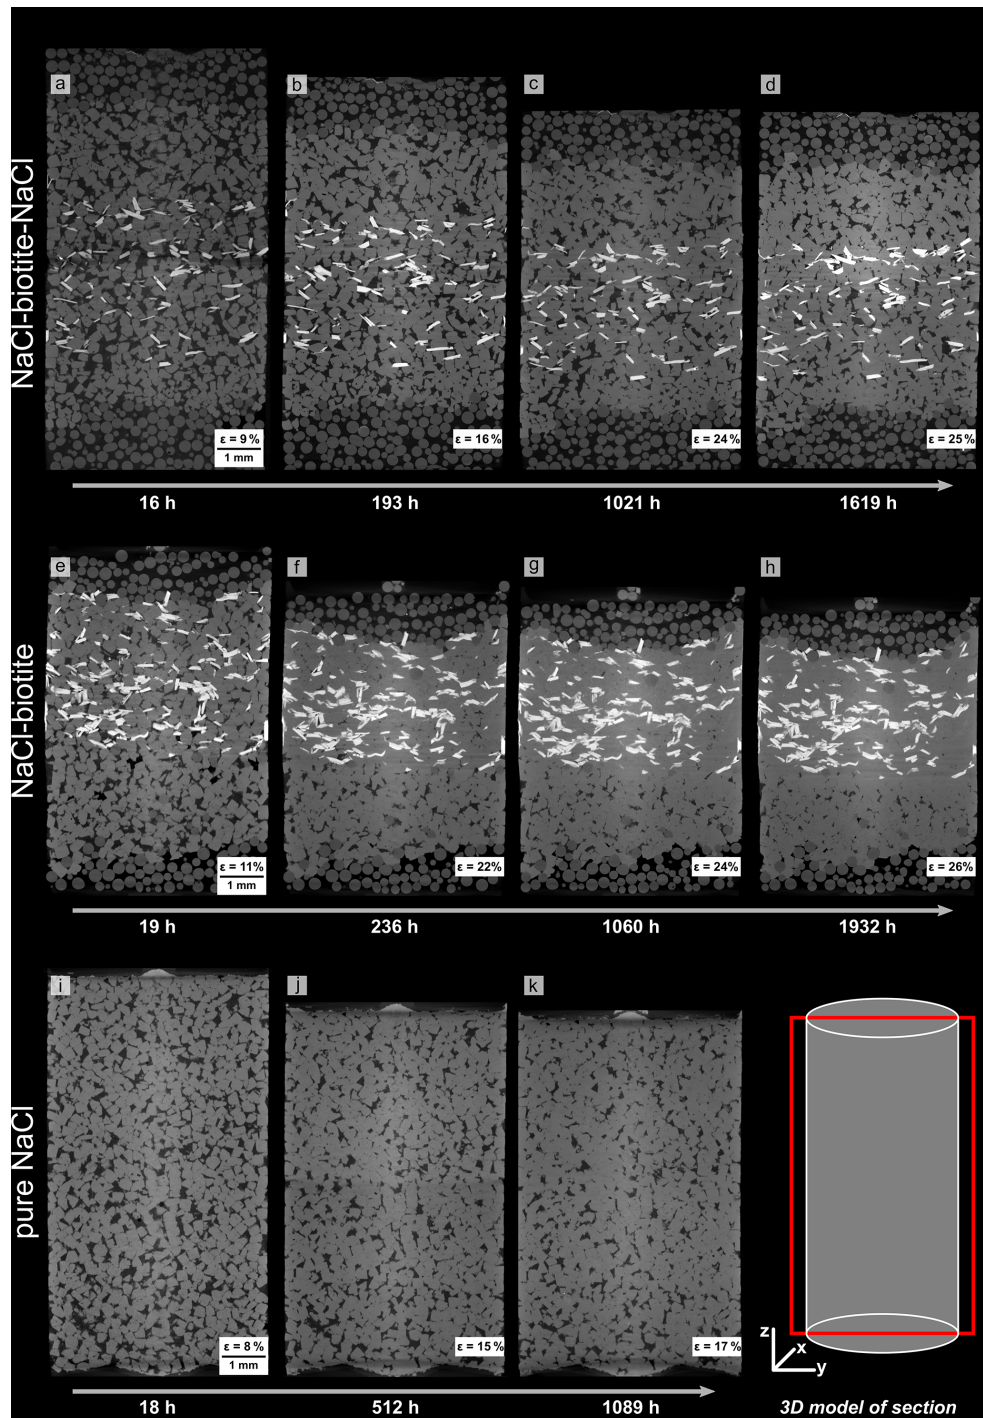 NaCl-biotite-NaCl
a
b
c
d
ε = 9 %
1 mm
ε = 16 %
ε = 24 %
ε = 25 %
16 h
193 h
1021 h
1619 h
NaCl-biotite
e
f
g
h
ε = 11%
1 mm
ε = 22%
ε = 24%
ε = 26%
19 h
236 h
1060 h
1932 h
pure NaCl
i
j
k
ε = 8 %
1 mm
ε = 15 %
ε = 17 %
z
x
y
18 h
512 h
1089 h
3D model of section